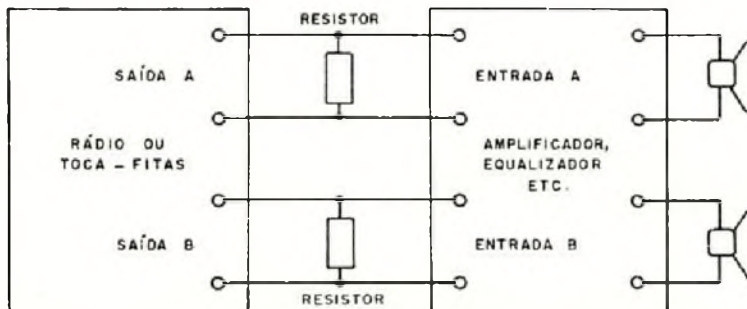 RESISTOR
SAÍDA A
ENTRADA A
RÁDIO OU
TOCA - FITAS
AMPLIFICADOR,
EQUALIZADOR
ETC.
SAÍDA B
ENTRADA B
RESISTOR